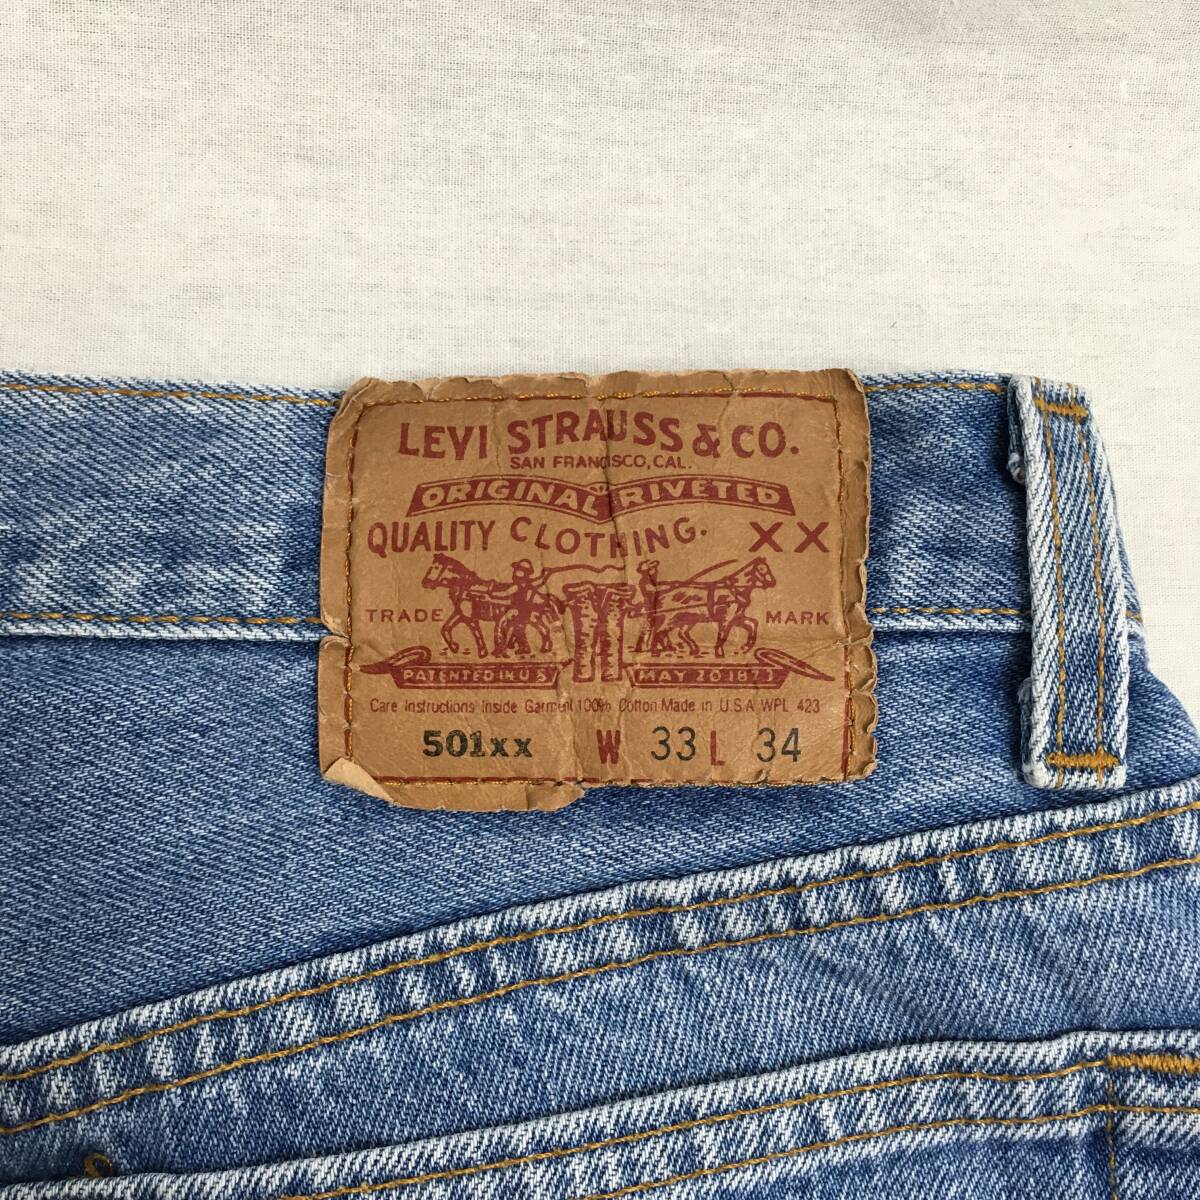 LEVI STRAUSS & CO.
SAN FRANCISCO, CAL.
ORIGINAL RIVETED
QUALITY CLOTHING. XX
TRADE MARK
PATENTED IN U S MAY 20 1873
Care Instructions Inside Garment 100% Cotton Made in U.S.A WPL 423
501xx W 33 L 34